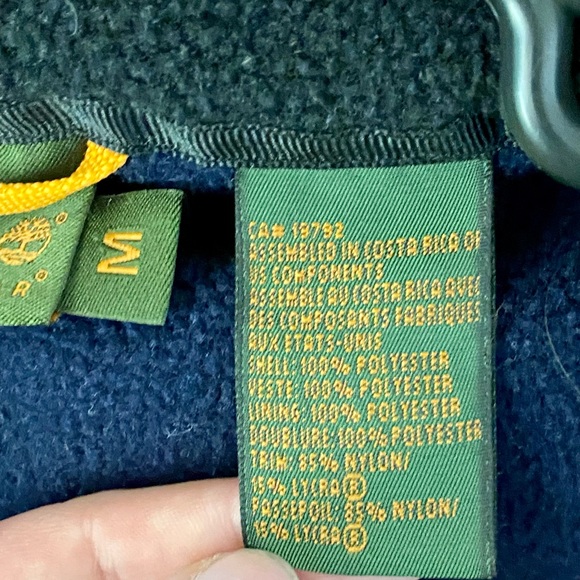 M
R
CA# 19792
ASSEMBLED IN COSTA RICA OF
US COMPONENTS
ASSEMBLE AU COSTA RICA AVEC
DES COMPOSANTS
AUX ETATS-UNIS
SHELL: 100% POLYESTER
VESTE: 100% POLYESTER
LINING: 100% POLYESTER
DOUBLURE: 100% POLYESTER
TRIM: 85% NYLON/
15% LYCRA®
PASSEPOIL: 85% NYLON/
15% LYCRA®